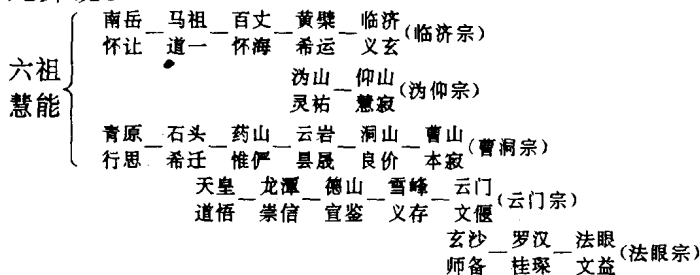 南岳—马祖—百丈—黄檗—临济(临济宗)
怀让 道一 怀海 希运 义玄
沩山—仰山(沩仰宗)
灵祐 慧寂
六祖
慧能
青原—石头—药山—云岩—洞山—曹山(曹洞宗)
行思 希迁 惟俨 昙晟 良价 本寂
天皇—龙潭—德山—雪峰—云门(云门宗)
道悟 崇信 宣鉴 义存 文偃
玄沙—罗汉—法眼(法眼宗)
师备 桂琛 文益